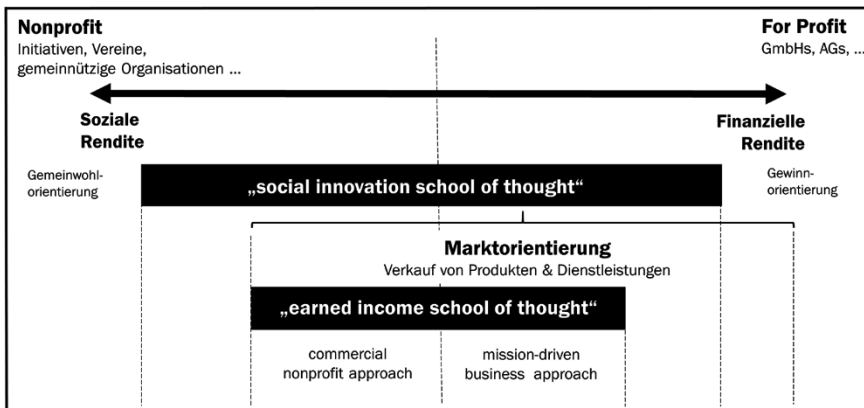 Nonprofit
Initiativen, Vereine,
gemeinnützige Organisationen ...
For Profit
GmbHs, AGs, ...
Soziale
Rendite
Finanzielle
Rendite
Gemeinwohl-
orientierung
„social innovation school of thought“
Gewinn-
orientierung
Marktorientierung
Verkauf von Produkten & Dienstleistungen
„earned income school of thought“
commercial
nonprofit approach
mission-driven
business approach